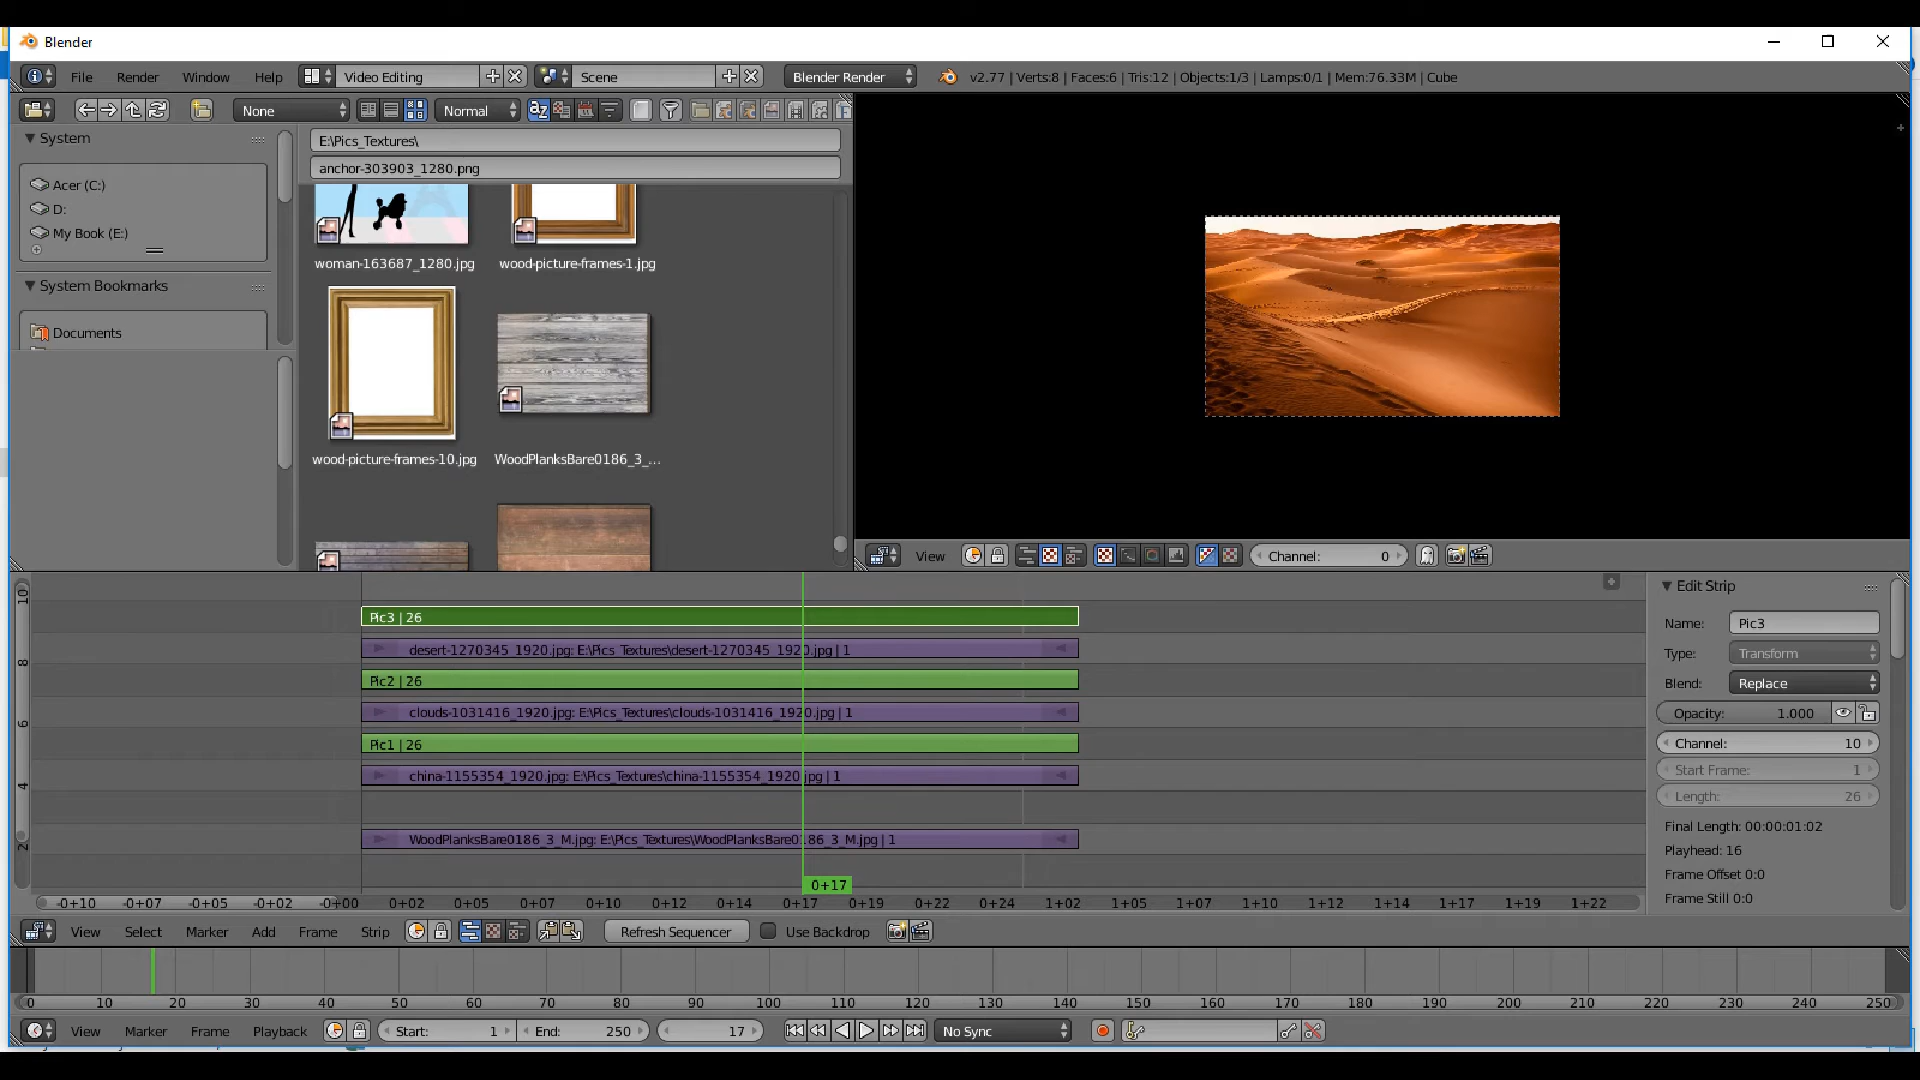 Blender
File Render Window Help Video Editing Scene Blender Render v2.77 | Verts:8 | Faces:6 | Tris:12 | Objects:1/3 | Lamps:0/1 | Mem:76.33M | Cube
None Normal
System
Acer (C:)
D:
My Book (E:)
System Bookmarks
Documents
E:\Pics_Textures\
anchor-303903_1280.png
woman-163687_1280.jpg wood-picture-frames-1.jpg
wood-picture-frames-10.jpg WoodPlanksBare0186_3_...
View Channel: 0
10
8
6
4
2
Pic3 | 26
desert-1270345_1920.jpg: E:\Pics_Textures\desert-1270345_1920.jpg | 1
Pic2 | 26
clouds-1031416_1920.jpg: E:\Pics_Textures\clouds-1031416_1920.jpg | 1
Pic1 | 26
china-1155354_1920.jpg: E:\Pics_Textures\china-1155354_1920.jpg | 1
WoodPlanksBare0186_3_M.jpg: E:\Pics_Textures\WoodPlanksBare0186_3_M.jpg | 1
0+17
-0+10 -0+07 -0+05 -0+02 -0+00 0+02 0+05 0+07 0+10 0+12 0+14 0+17 0+19 0+22 0+24 1+02 1+05 1+07 1+10 1+12 1+14 1+17 1+19 1+22
Edit Strip
Name: Pic3
Type: Transform
Blend: Replace
Opacity: 1.000
Channel: 10
Start Frame: 1
Length: 26
Final Length: 00:00:01:02
Playhead: 16
Frame Offset 0:0
Frame Still 0:0
View Select Marker Add Frame Strip Refresh Sequencer Use Backdrop
0 10 20 30 40 50 60 70 80 90 100 110 120 130 140 150 160 170 180 190 200 210 220 230 240 250
View Marker Frame Playback Start: 1 End: 250 17 No Sync